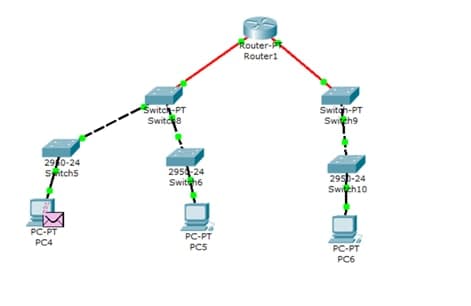 Router-PT
Router1
Switch-PT
Switch8
Switch-PT
Switch9
2950-24
Switch5
2950-24
Switch6
2950-24
Switch10
PC-PT
PC4
PC-PT
PC5
PC-PT
PC6